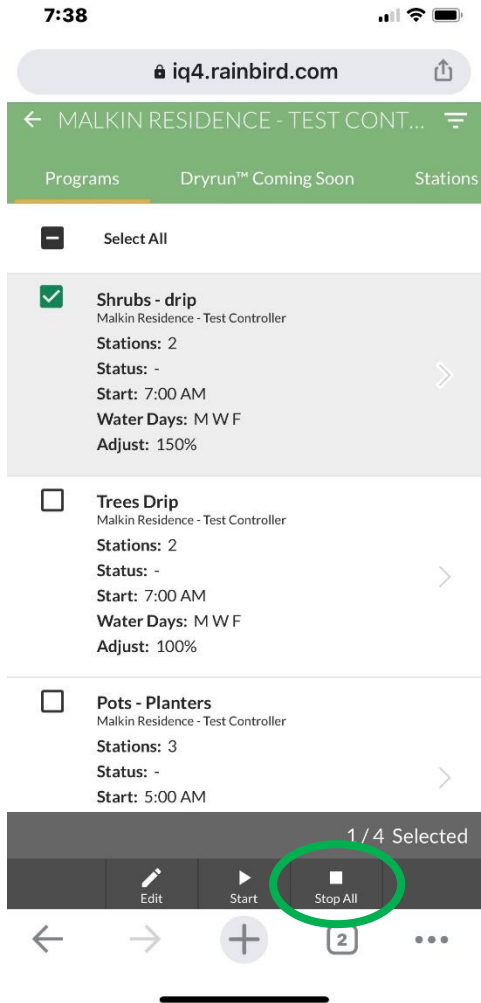 7:38
iq4.rainbird.com
MALKIN RESIDENCE - TEST CONT...
Programs Dryrun™ Coming Soon Stations
Select All
Shrubs - drip
Malkin Residence - Test Controller
Stations: 2
Status: -
Start: 7:00 AM
Water Days: M W F
Adjust: 150%
Trees Drip
Malkin Residence - Test Controller
Stations: 2
Status: -
Start: 7:00 AM
Water Days: M W F
Adjust: 100%
Pots - Planters
Malkin Residence - Test Controller
Stations: 3
Status: -
Start: 5:00 AM
1 / 4 Selected
Edit Start Stop All
2